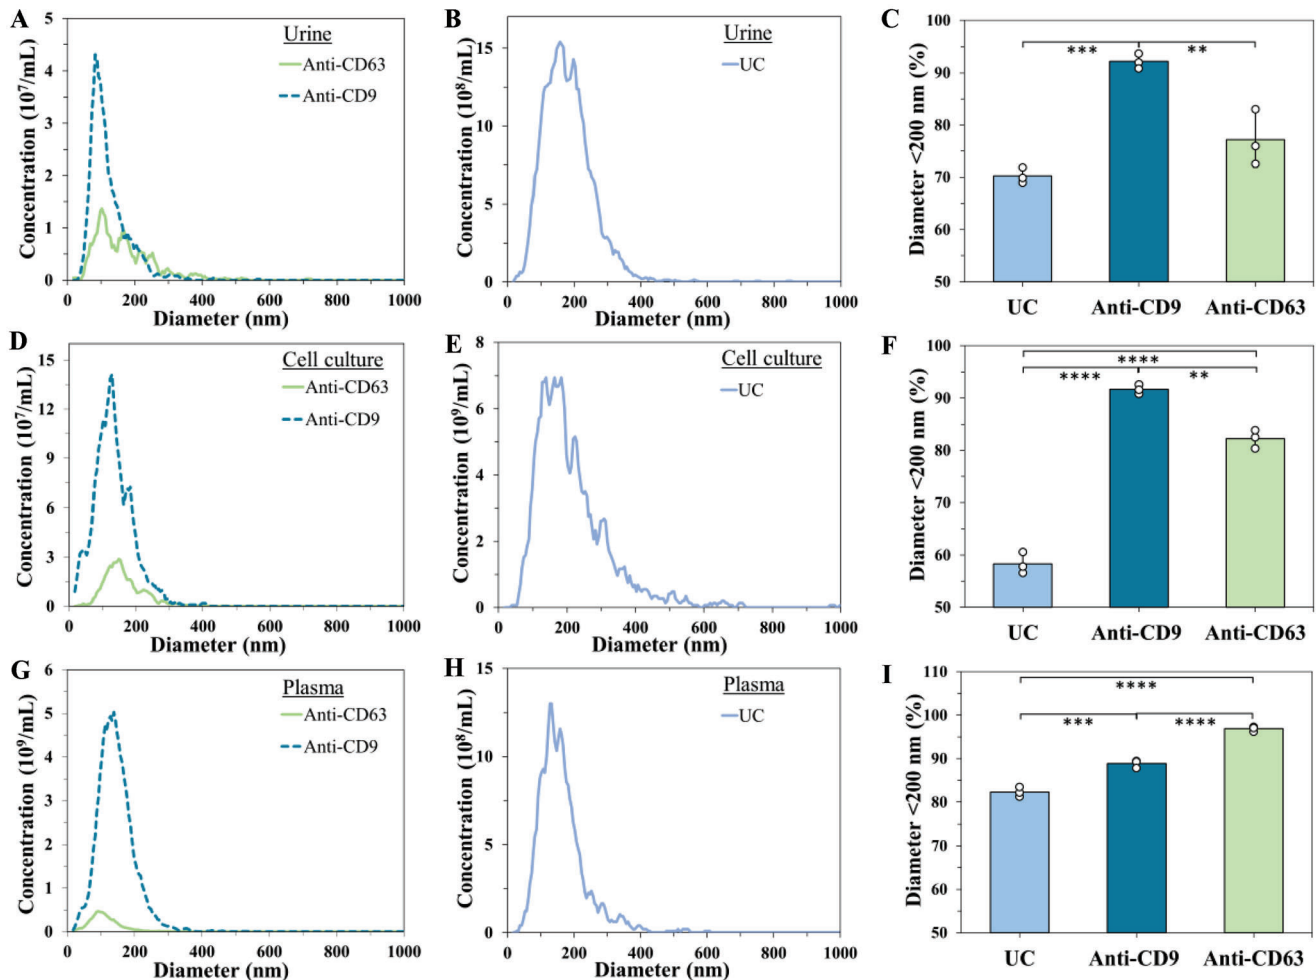 A
Concentration (10⁷/mL)
5
4
3
2
1
0
0 200 400 600 800 1000
Diameter (nm)
Urine
Anti-CD63
Anti-CD9
B
Concentration (10⁸/mL)
15
10
5
0
0 200 400 600 800 1000
Diameter (nm)
Urine
UC
C
Diameter <200 nm (%)
100
90
80
70
60
50
*** **
UC Anti-CD9 Anti-CD63
D
Concentration (10⁷/mL)
15
12
9
6
3
0
0 200 400 600 800 1000
Diameter (nm)
Cell culture
Anti-CD63
Anti-CD9
E
Concentration (10⁹/mL)
8
6
4
2
0
0 200 400 600 800 1000
Diameter (nm)
Cell culture
UC
F
Diameter <200 nm (%)
100
90
80
70
60
50
****
**** **
UC Anti-CD9 Anti-CD63
G
Concentration (10⁹/mL)
6
5
4
3
2
1
0
0 200 400 600 800 1000
Diameter (nm)
Plasma
Anti-CD63
Anti-CD9
H
Concentration (10⁸/mL)
15
10
5
0
0 200 400 600 800 1000
Diameter (nm)
Plasma
UC
I
Diameter <200 nm (%)
110
100
90
80
70
60
50
****
*** ****
UC Anti-CD9 Anti-CD63